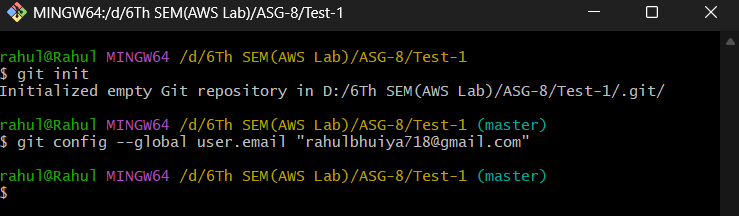 MINGW64:/d/6Th SEM(AWS Lab)/ASG-8/Test-1
rahul@Rahul MINGW64 /d/6Th SEM(AWS Lab)/ASG-8/Test-1
$ git init
Initialized empty Git repository in D:/6Th SEM(AWS Lab)/ASG-8/Test-1/.git/
rahul@Rahul MINGW64 /d/6Th SEM(AWS Lab)/ASG-8/Test-1 (master)
$ git config --global user.email "rahulbhuiya718@gmail.com"
rahul@Rahul MINGW64 /d/6Th SEM(AWS Lab)/ASG-8/Test-1 (master)
$